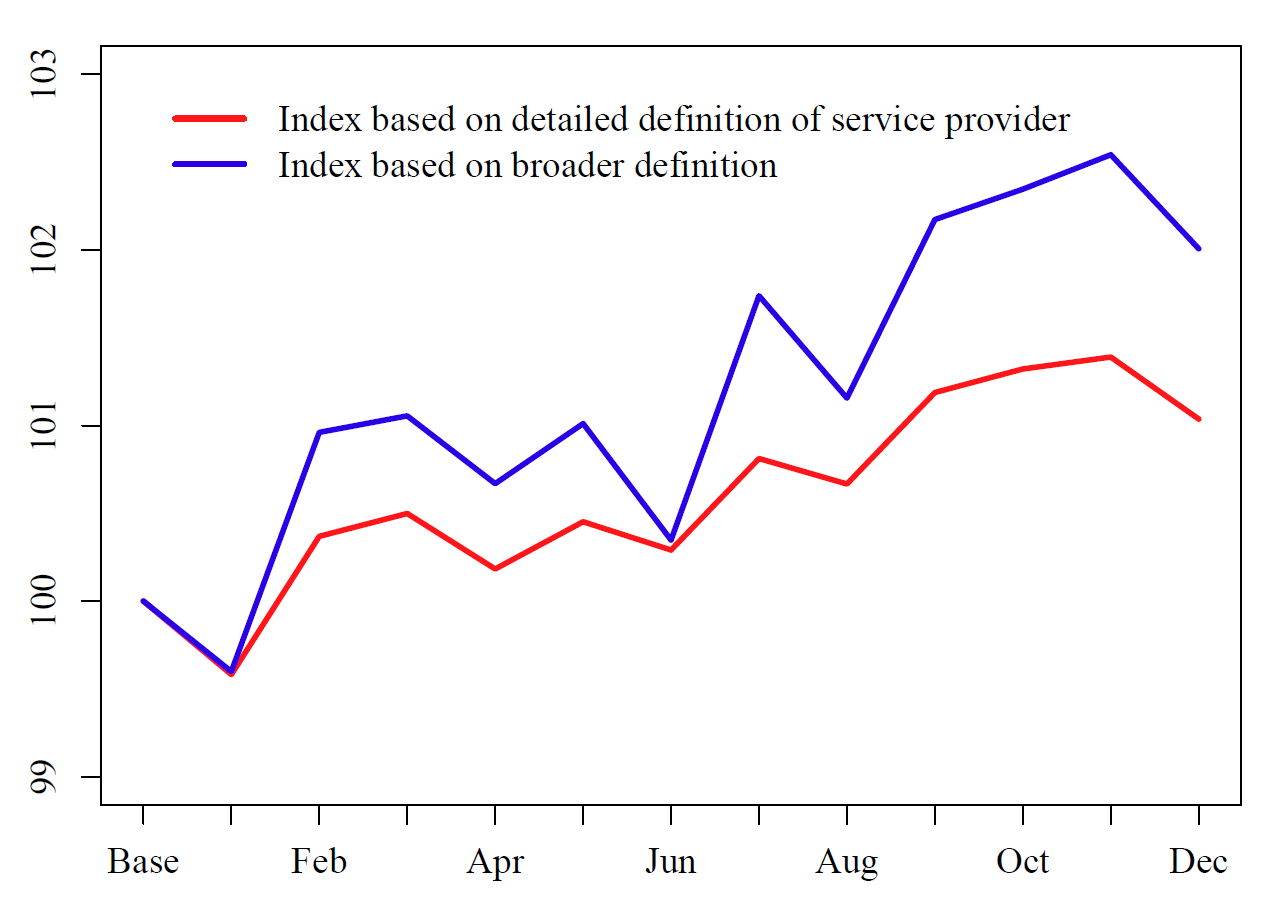 103
102
101
100
99
Index based on detailed definition of service provider
Index based on broader definition
Base Feb Apr Jun Aug Oct Dec